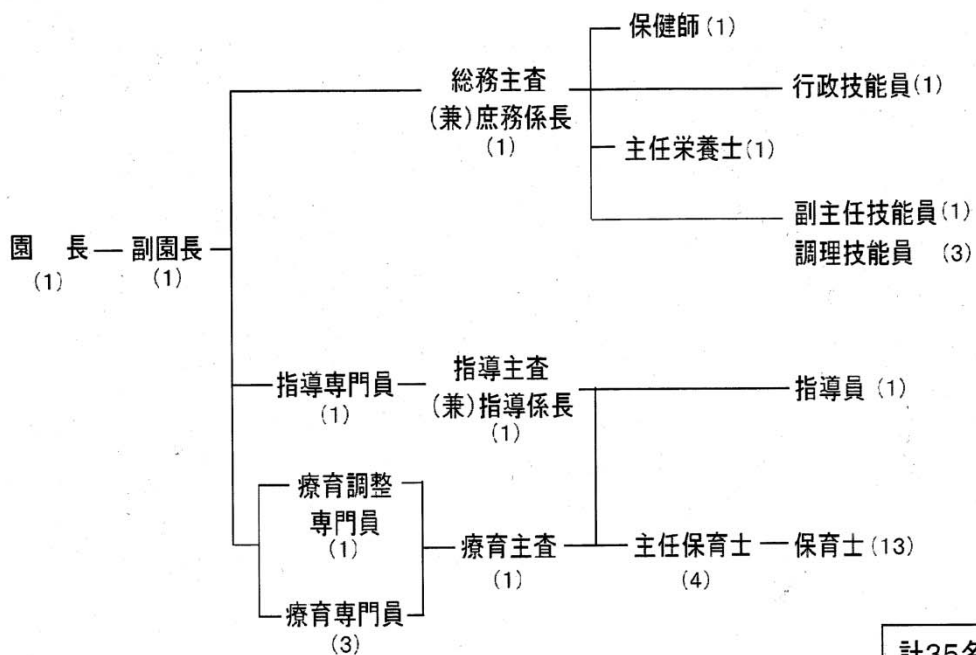 保健師(1)
総務主査
(兼)庶務係長
(1)
行政技能員(1)
主任栄養士(1)
副主任技能員(1)
調理技能員 (3)
園 長
(1)
副園長
(1)
指導専門員
(1)
指導主査
(兼)指導係長
(1)
指導員(1)
療育調整
専門員
(1)
療育専門員
(3)
療育主査
(1)
主任保育士
(4)
保育士(13)
計35名